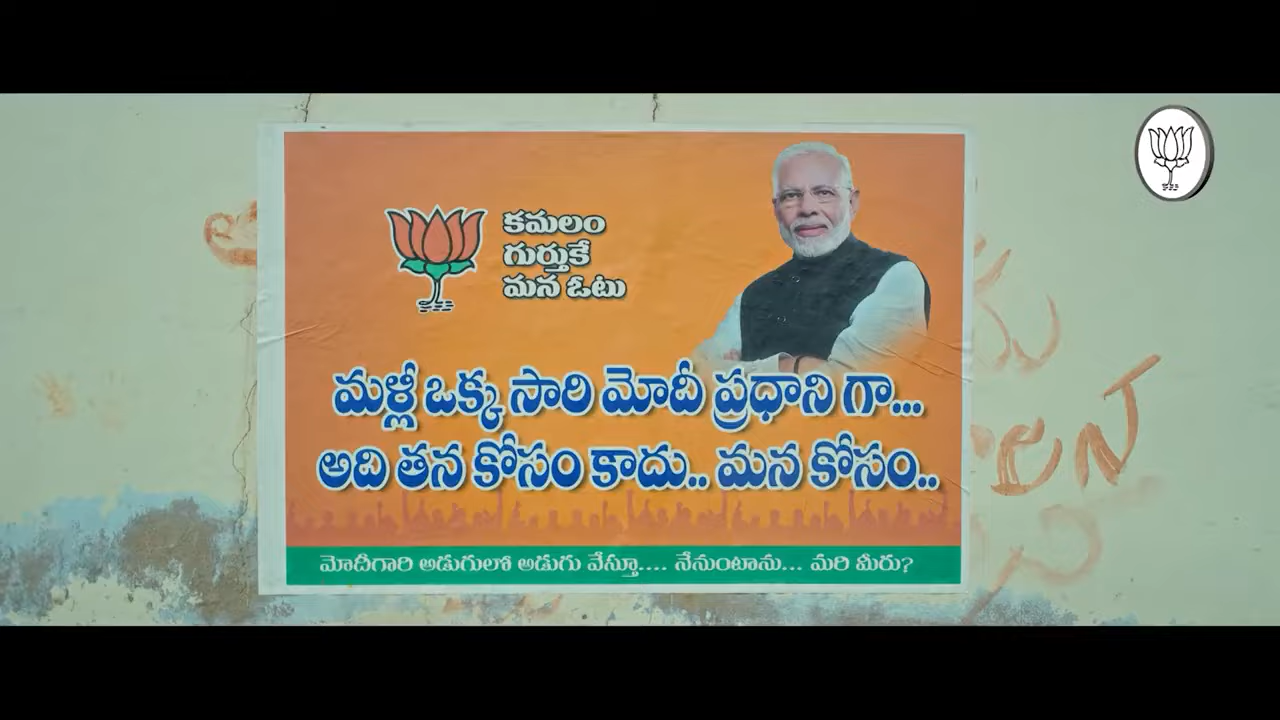 కమలం
గుర్తుకే
మన ఓటు
మళ్లీ ఒక్క సారి మోదీ ప్రధాని గా...
అది తన కోసం కాదు.. మన కోసం..
మోదీగారి అడుగులో అడుగు వేస్తూ.... నేనుంటాను... మరి మీరు?